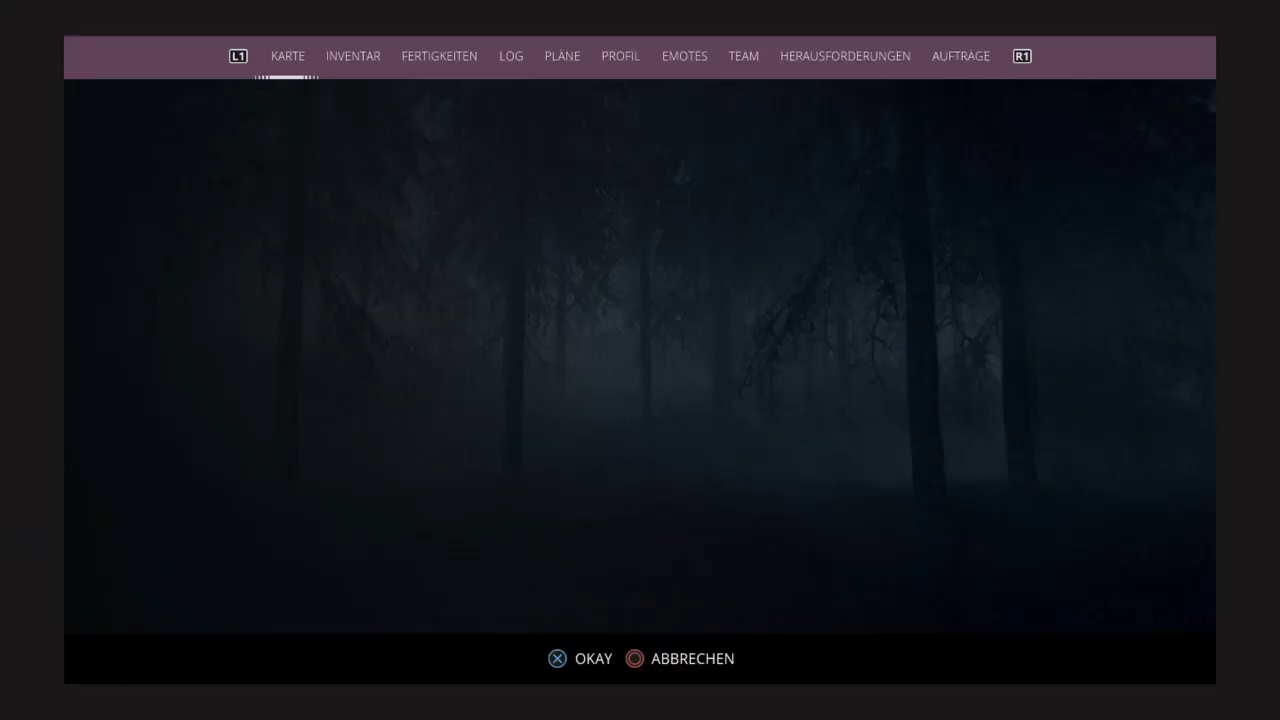 L1 KARTE INVENTAR FERTIGKEITEN LOG PLÄNE PROFIL EMOTES TEAM HERAUSFORDERUNGEN AUFTRÄGE R1
OKAY ABBRECHEN